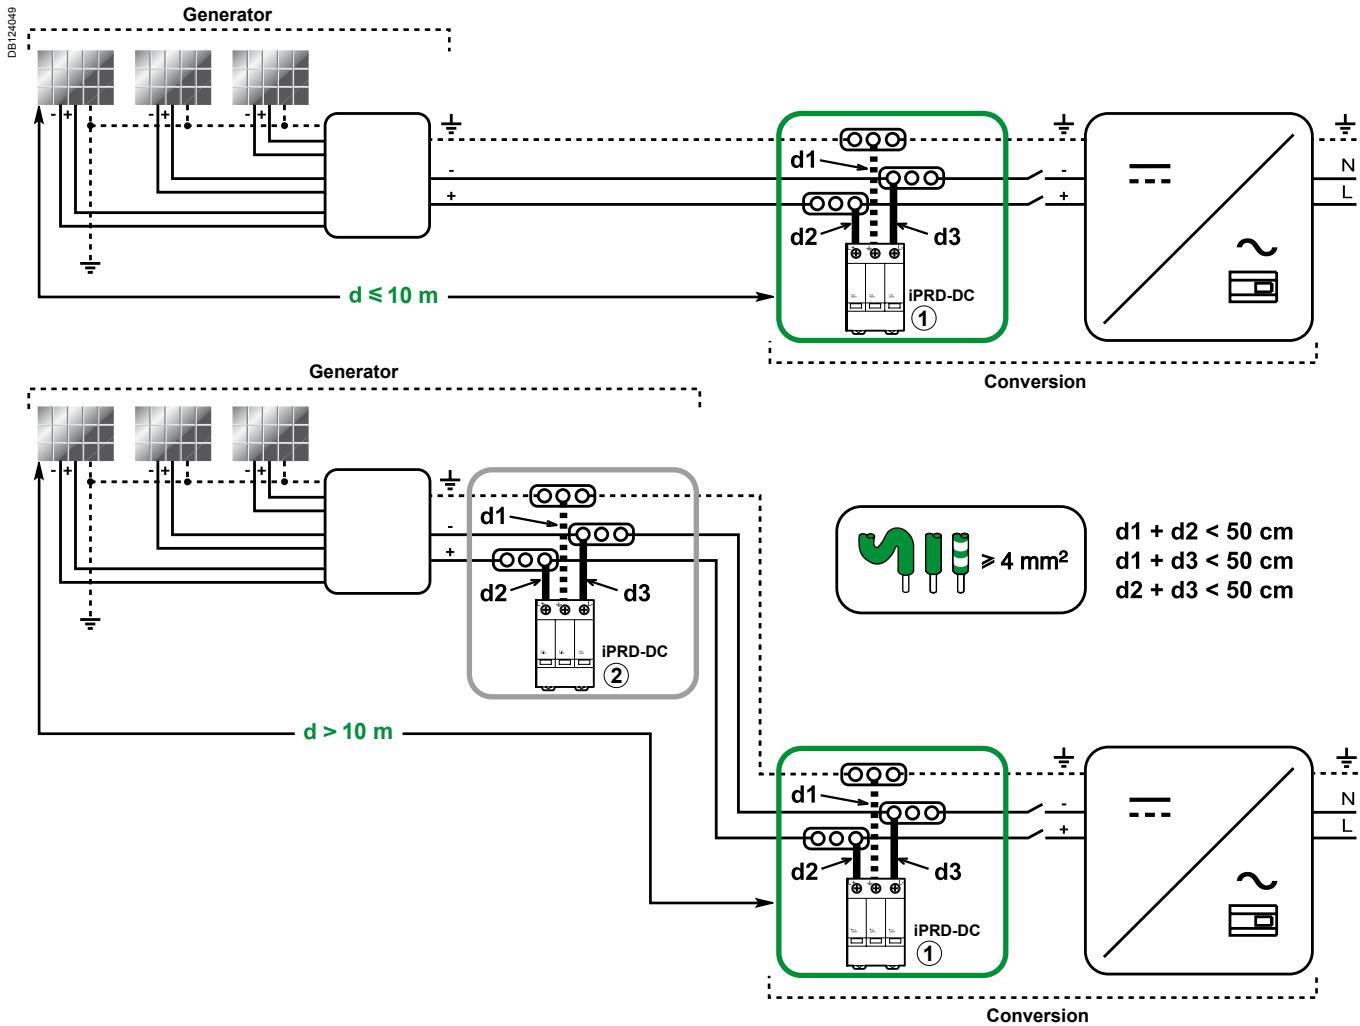 DB124049
Generator
- + - + - +
-
+
d1
d2
d3
iPRD-DC
1
-
+
N
L
d ≤ 10 m
Conversion
Generator
- + - + - +
-
+
d1
d2
d3
iPRD-DC
2
≥ 4 mm²
d1 + d2 < 50 cm
d1 + d3 < 50 cm
d2 + d3 < 50 cm
d > 10 m
d1
d2
d3
iPRD-DC
1
-
+
N
L
Conversion